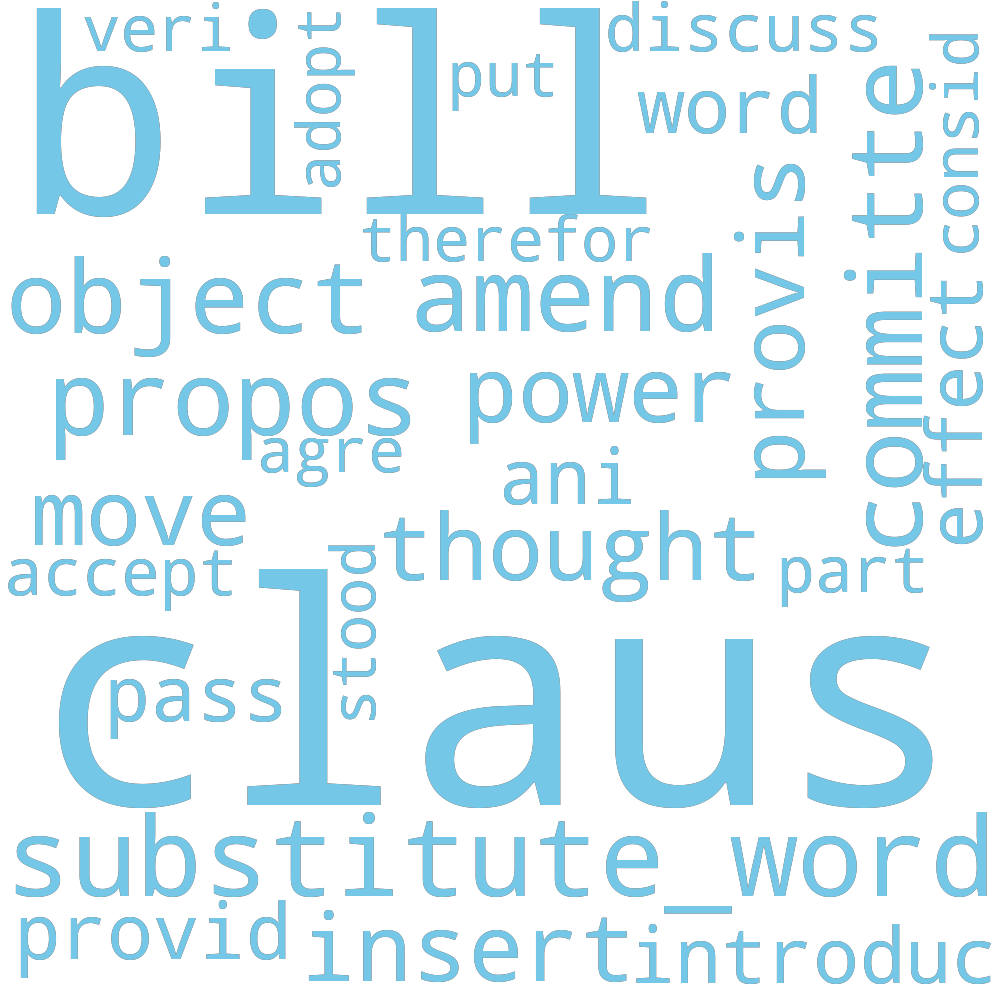 bill
veri
adopt
put
discuss
word
provis
committe
consid
effect
therefor
object
amend
propos
power
agre
ani
move
thought
accept
stood
part
claus
pass
substitute_word
provid
insert
introduc